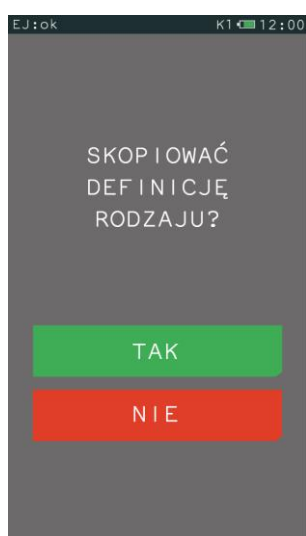 EJ:ok K1 12:00
SKOPIOWAĆ
DEFINICJĘ
RODZAJU?
TAK
NIE